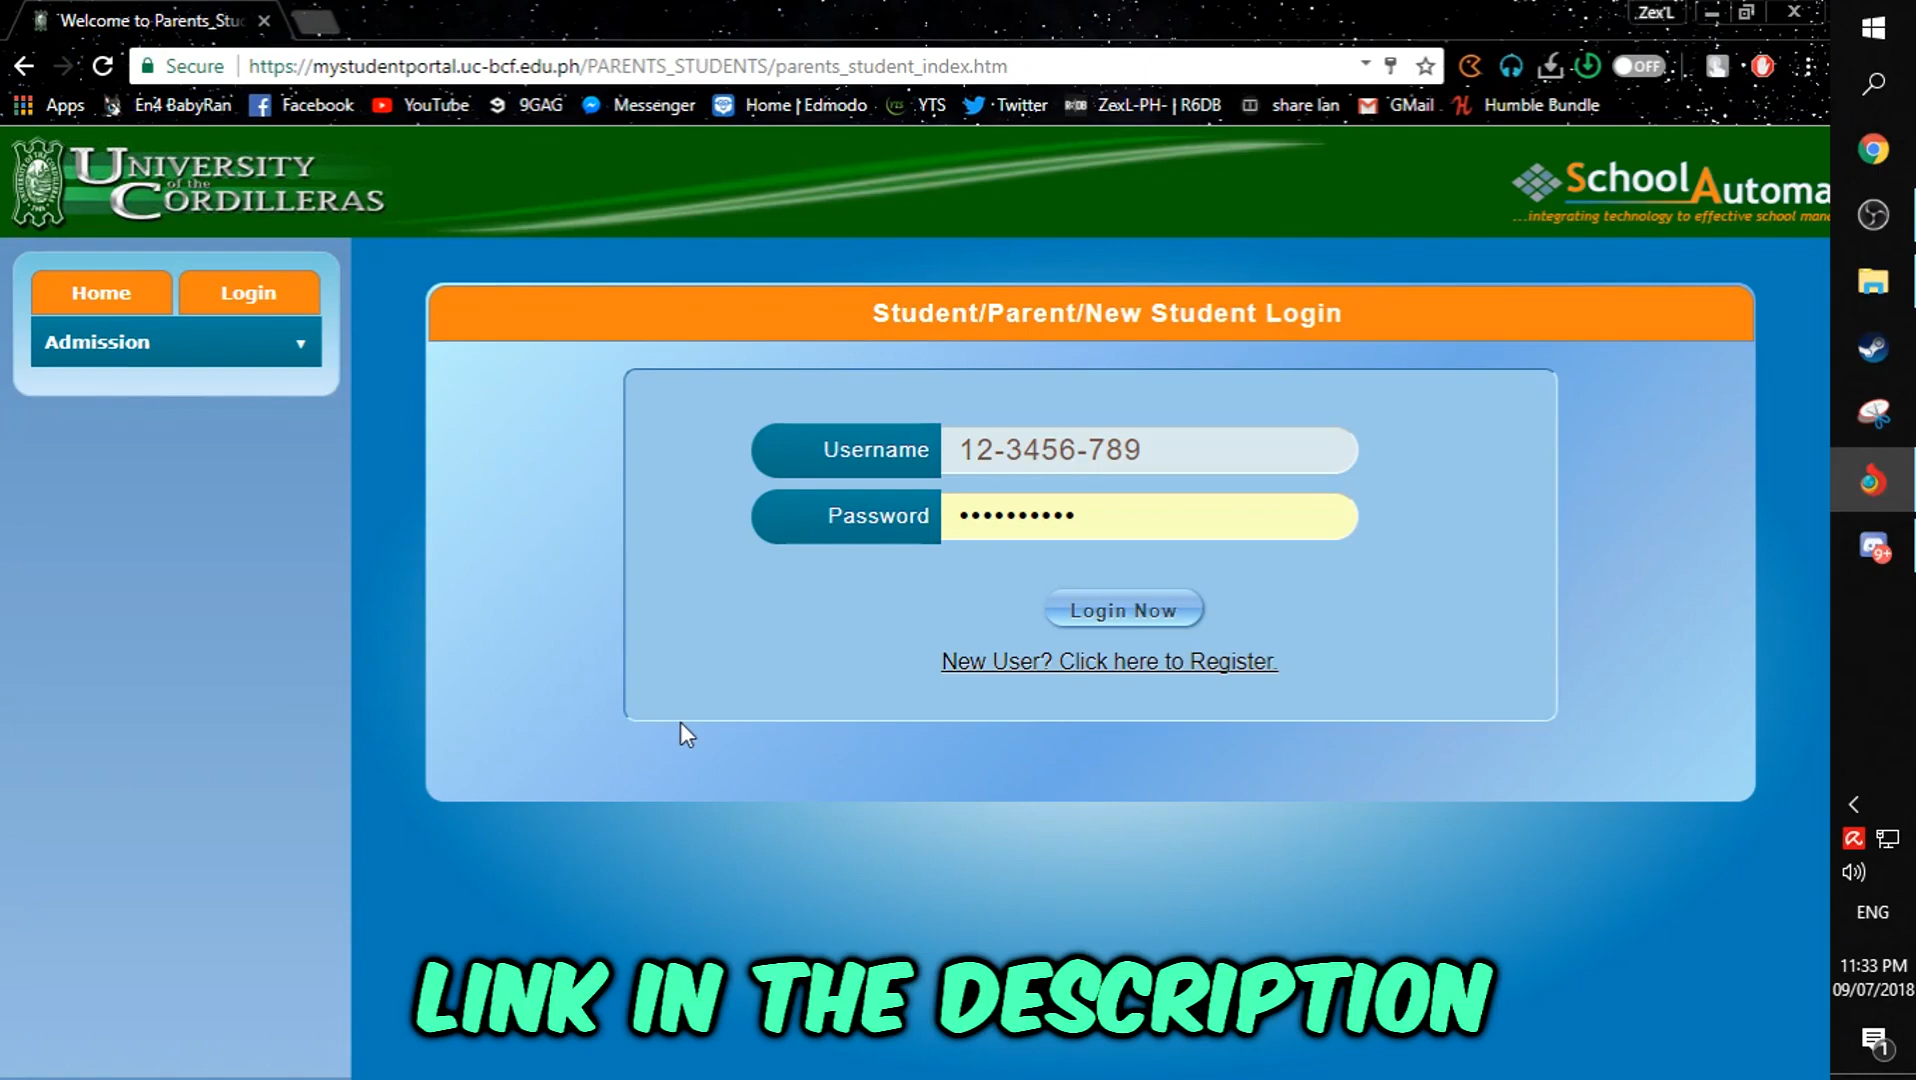 Welcome to Parents_Stu
Zex'L
Secure https://mystudentportal.uc-bcf.edu.ph/PARENTS_STUDENTS/parents_student_index.htm
OFF
Apps En4 BabyRan Facebook YouTube 9GAG Messenger Home | Edmodo YTS Twitter ZexL-PH- | R6DB share lan GMail Humble Bundle
UNIVERSITY
of the
CORDILLERAS
School Automa
...integrating technology to effective school man
Home Login
Admission
Student/Parent/New Student Login
Username 12-3456-789
Password ••••••••••
Login Now
New User? Click here to Register.
LINK IN THE DESCRIPTION
9+
ENG
11:33 PM
09/07/2018
1